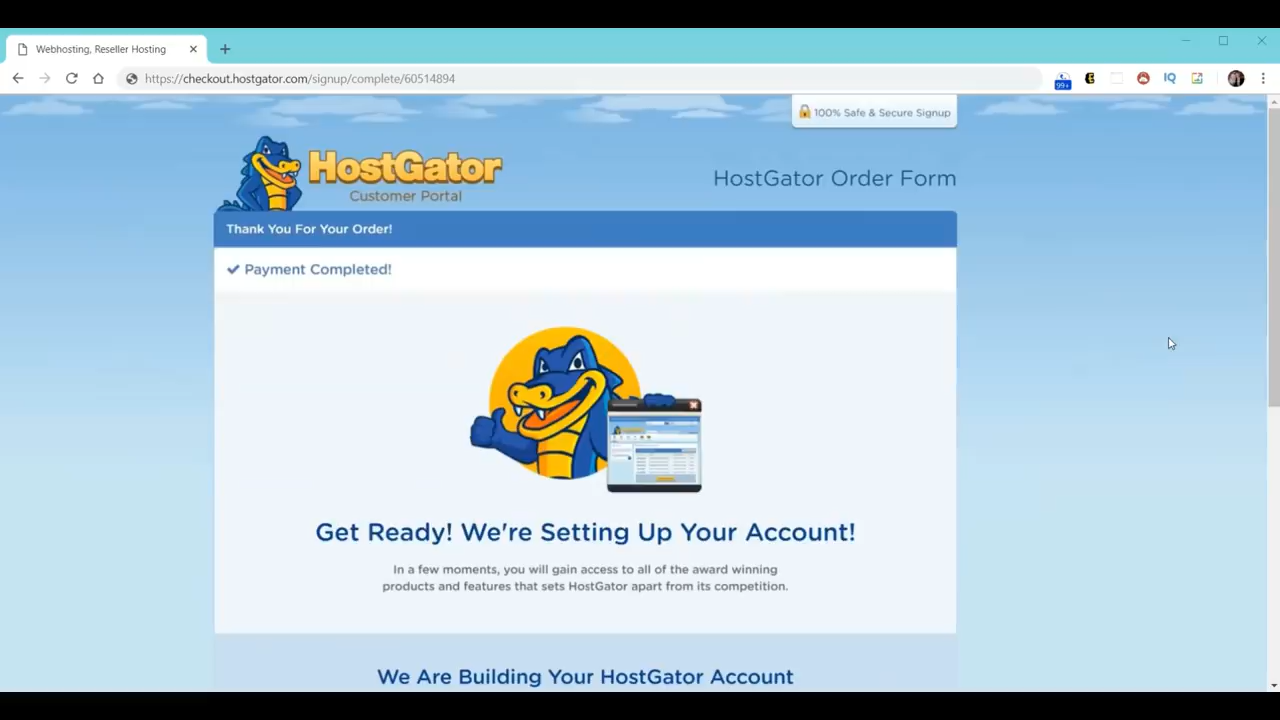 Webhosting, Reseller Hosting
https://checkout.hostgator.com/signup/complete/60514894
99+
IQ
100% Safe & Secure Signup
HostGator
Customer Portal
HostGator Order Form
Thank You For Your Order!
Payment Completed!
Get Ready! We're Setting Up Your Account!
In a few moments, you will gain access to all of the award winning
products and features that sets HostGator apart from its competition.
We Are Building Your HostGator Account